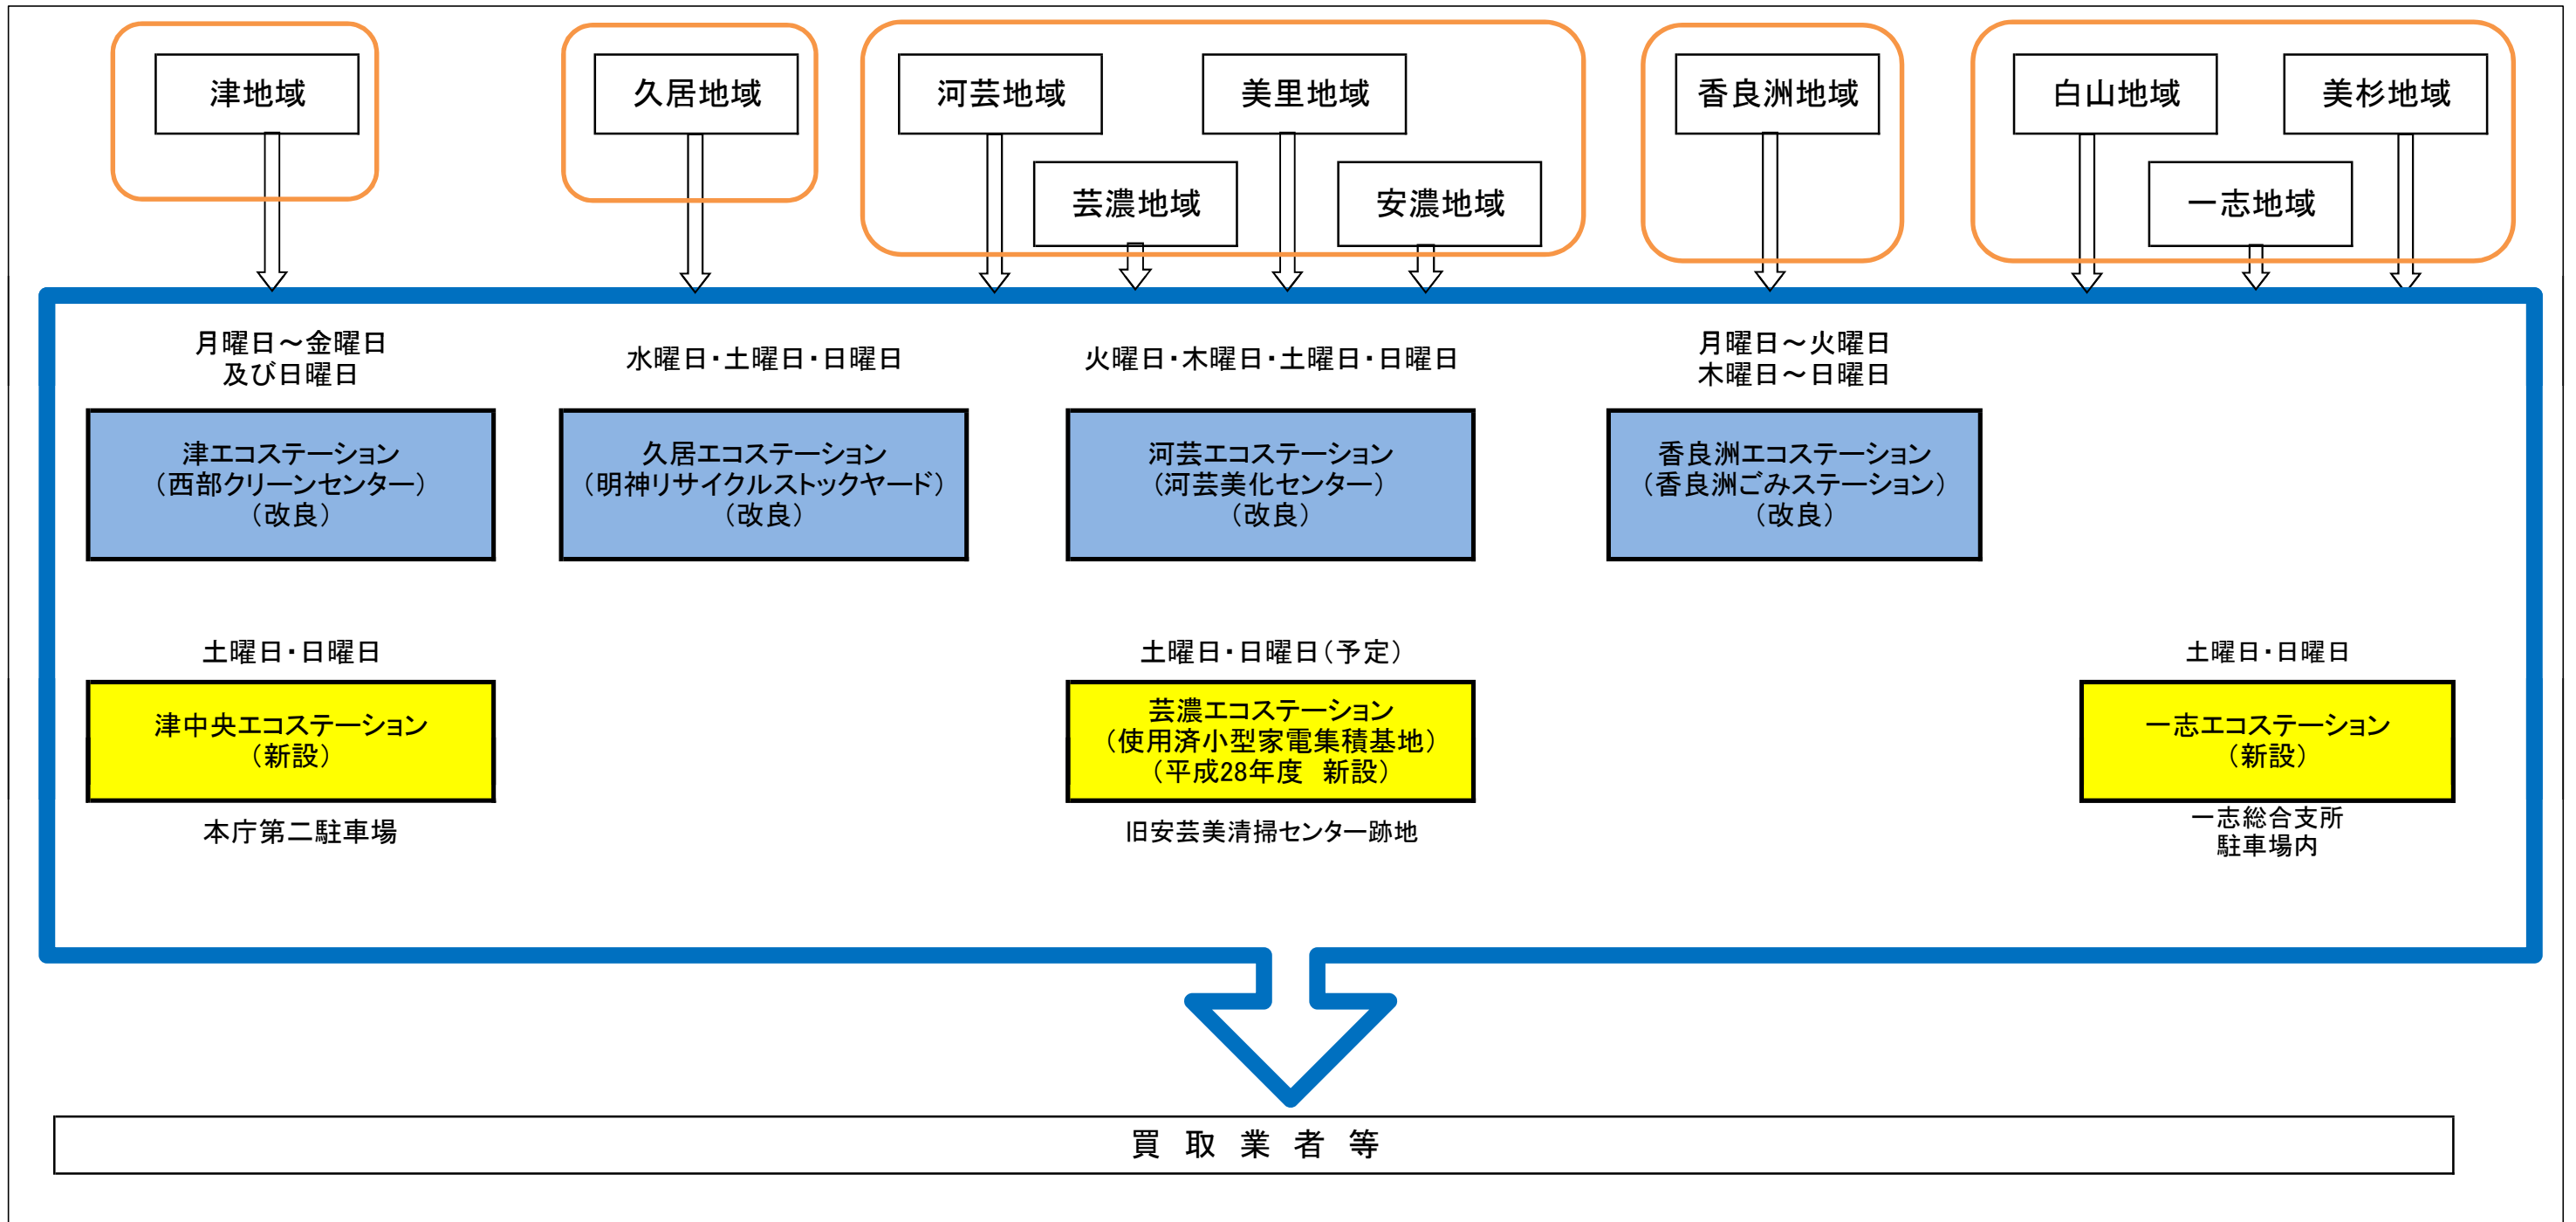 津地域
久居地域
河芸地域
美里地域
香良洲地域
白山地域
美杉地域
芸濃地域
安濃地域
一志地域
月曜日～金曜日
及び日曜日
水曜日・土曜日・日曜日
火曜日・木曜日・土曜日・日曜日
月曜日～火曜日
木曜日～日曜日
津エコステーション
（西部クリーンセンター）
（改良）
久居エコステーション
（明神リサイクルストックヤード）
（改良）
河芸エコステーション
（河芸美化センター）
（改良）
香良洲エコステーション
（香良洲ごみステーション）
（改良）
土曜日・日曜日
土曜日・日曜日（予定）
土曜日・日曜日
津中央エコステーション
（新設）
芸濃エコステーション
（使用済小型家電集積基地）
（平成28年度　新設）
一志エコステーション
（新設）
本庁第二駐車場
旧安芸美清掃センター跡地
一志総合支所
駐車場内
買　取　業　者　等